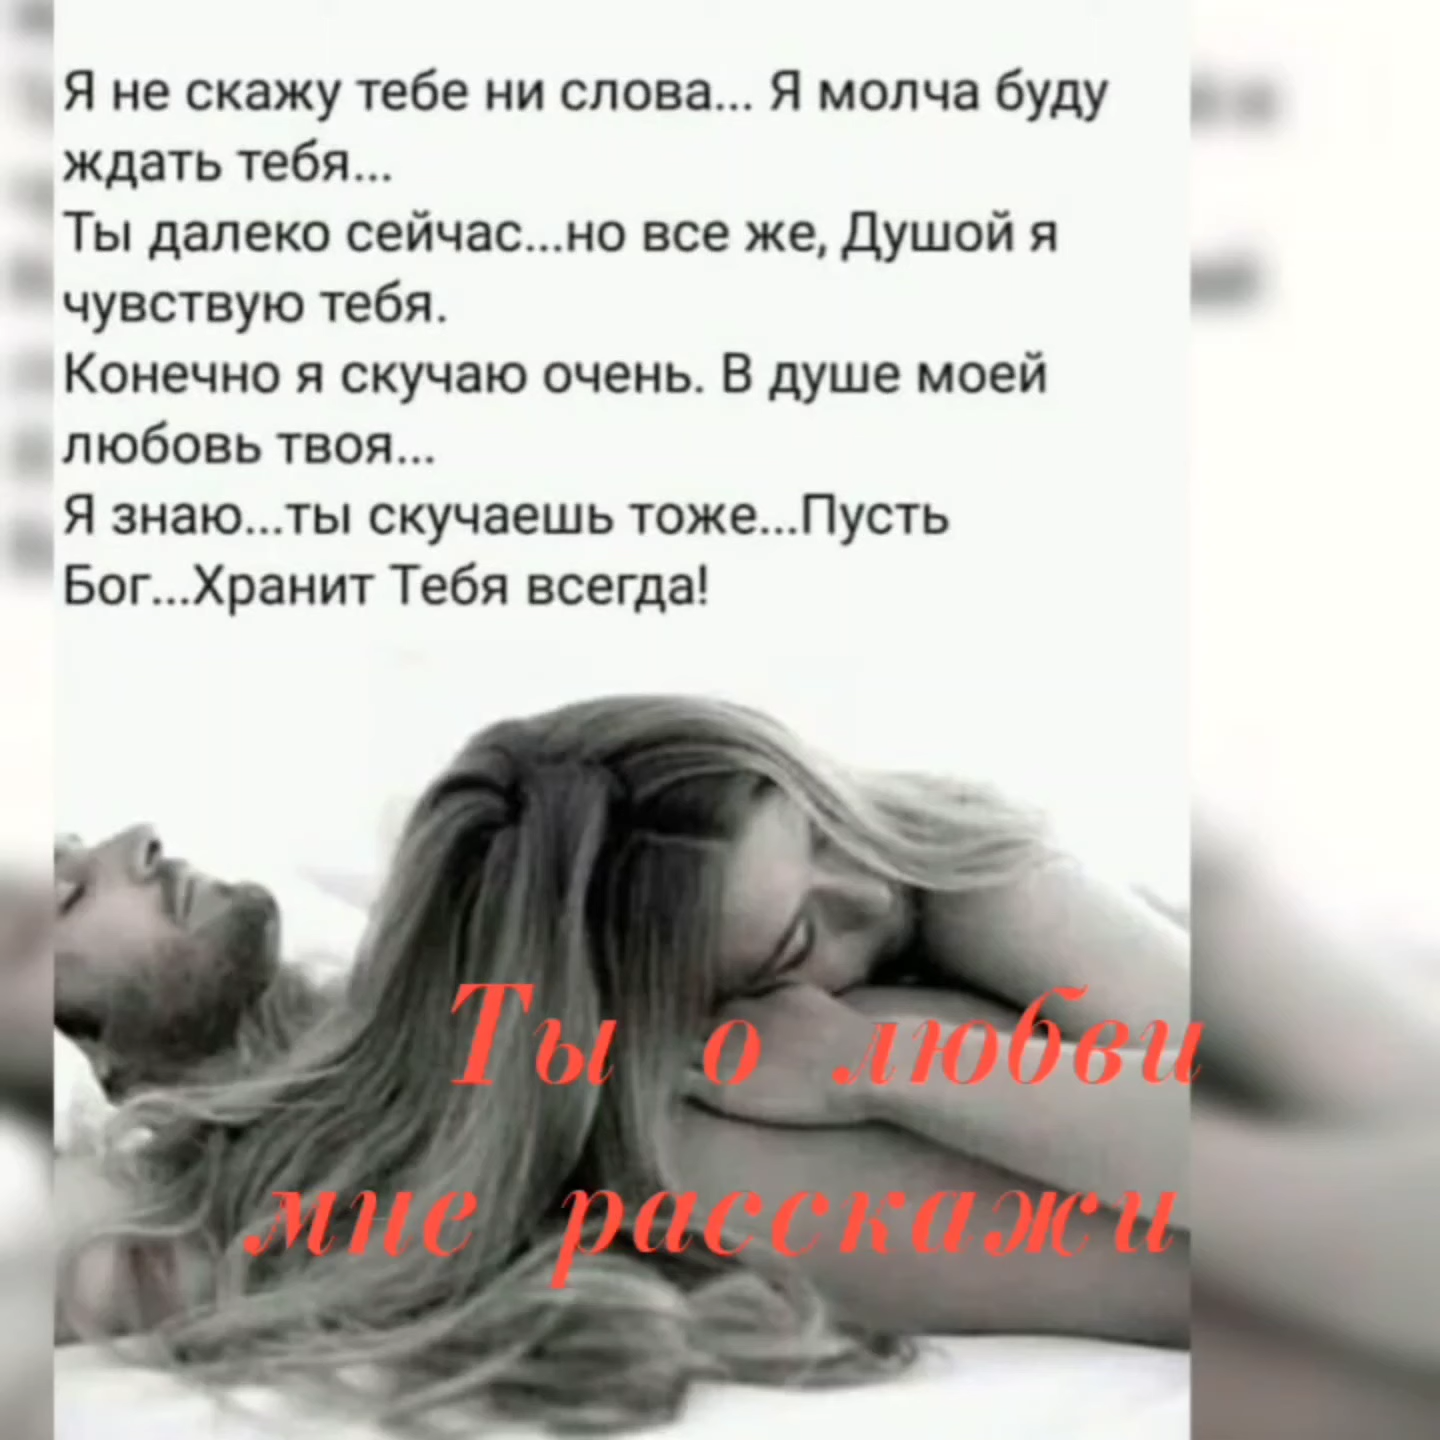 Я не скажу тебе ни слова... Я молча буду
ждать тебя...
Ты далеко сейчас...но все же, Душой я
чувствую тебя.
Конечно я скучаю очень. В душе моей
любовь твоя...
Я знаю...ты скучаешь тоже...Пусть
Бог...Хранит Тебя всегда!
Ты о любви
мне расскажи